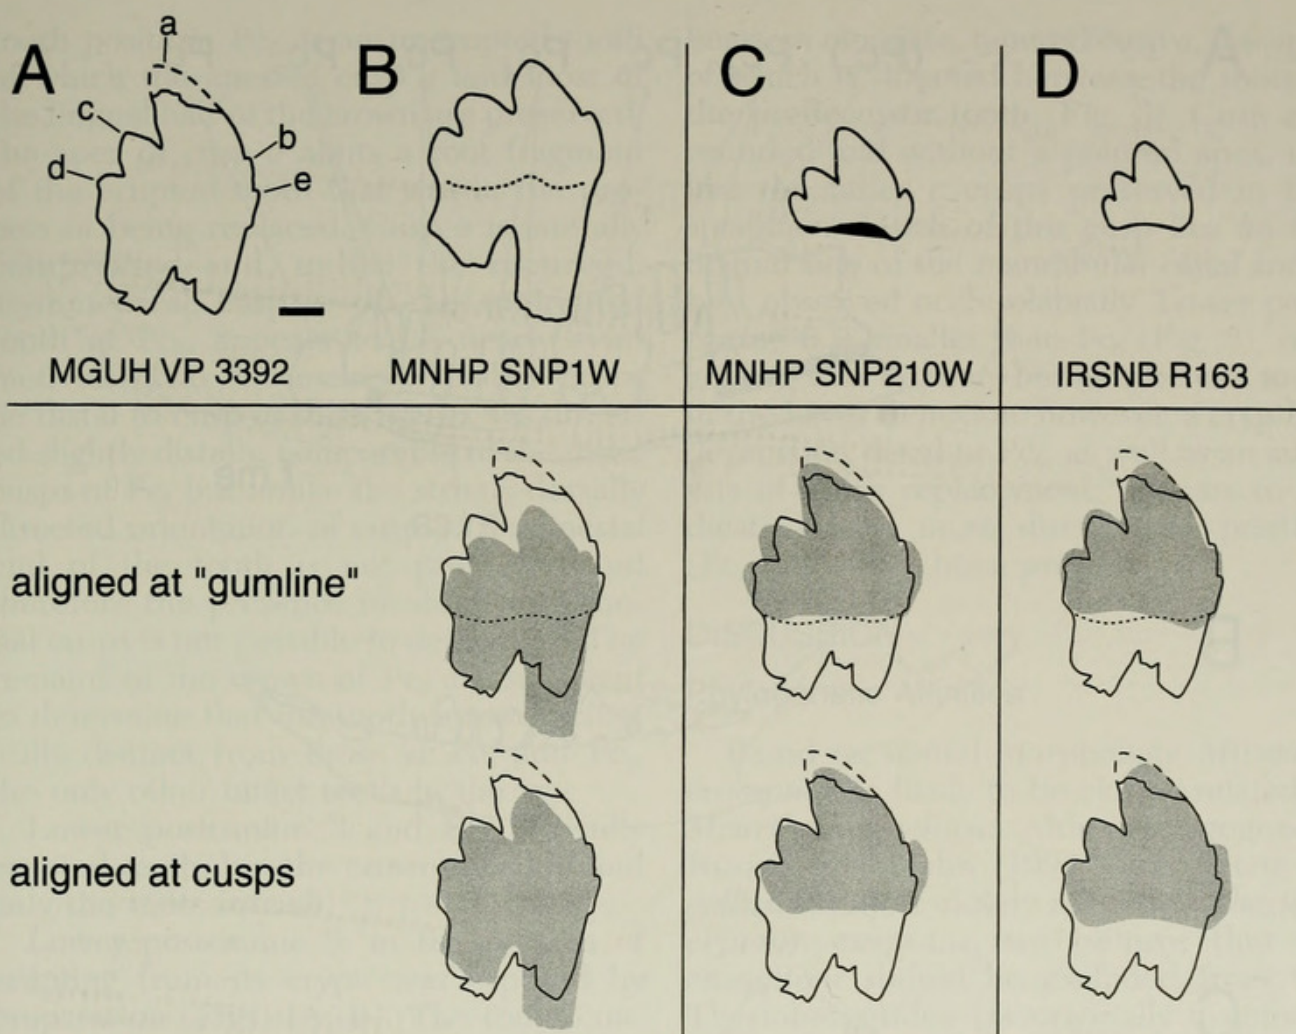 a
A B C D
c
b
d
e
MGUH VP 3392 MNHP SNP1W MNHP SNP210W IRSNB R163
aligned at "gumline"
aligned at cusps